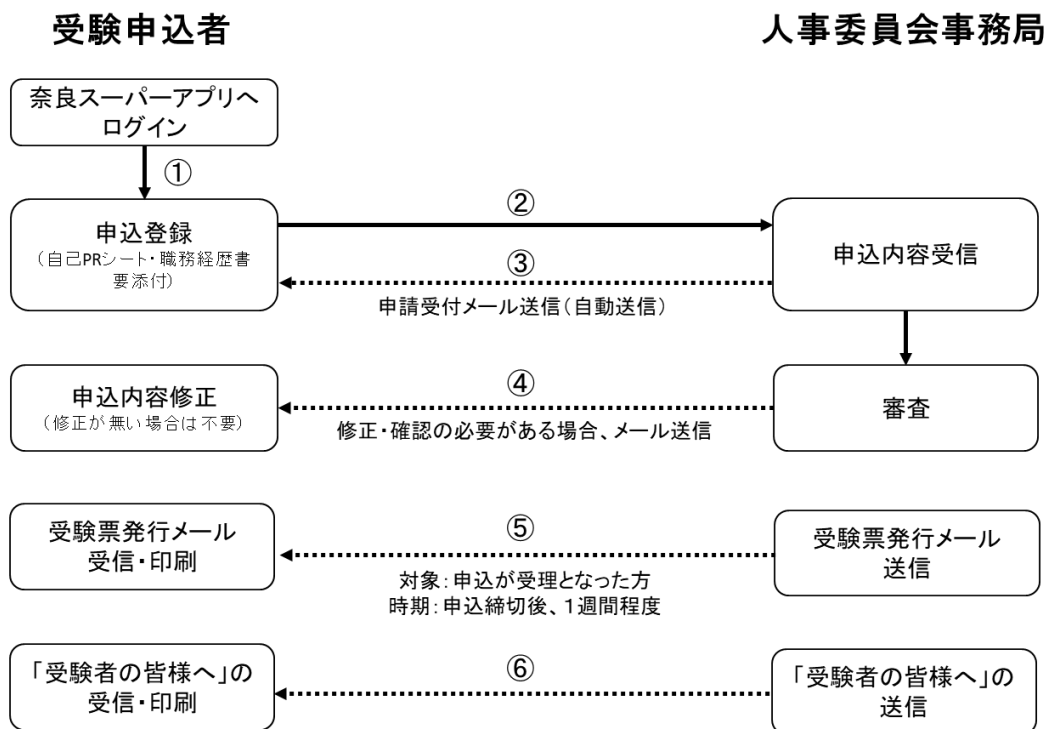 受験申込者
人事委員会事務局
奈良スーパーアプリへ
ログイン
①
申込登録
（自己PRシート・職務経歴書
要添付）
②
申込内容受信
③
申請受付メール送信（自動送信）
申込内容修正
（修正が無い場合は不要）
④
修正・確認の必要がある場合、メール送信
審査
受験票発行メール
受信・印刷
⑤
対象：申込が受理となった方
時期：申込締切後、１週間程度
受験票発行メール
送信
「受験者の皆様へ」の
受信・印刷
⑥
「受験者の皆様へ」の
送信